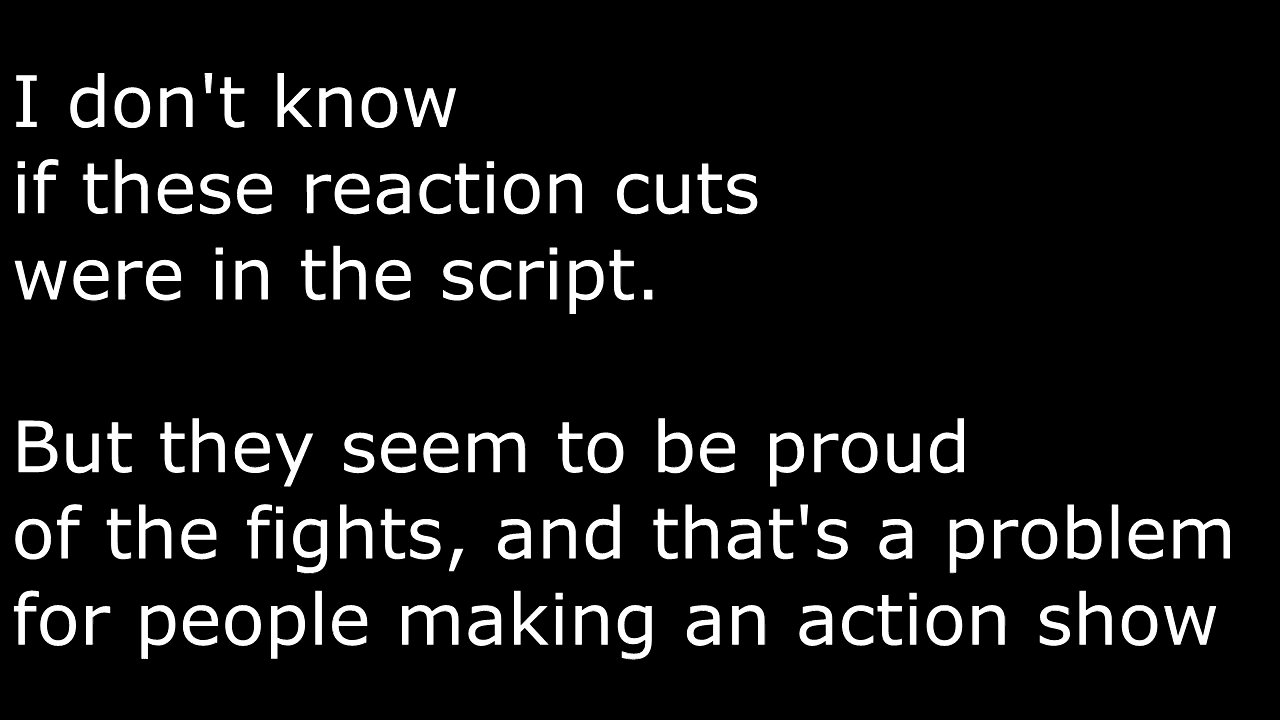 I don't know
if these reaction cuts
were in the script.
But they seem to be proud
of the fights, and that's a problem
for people making an action show